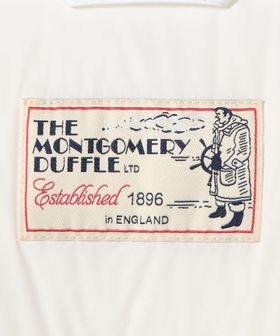 THE
MONTGOMERY
DUFFLE LTD
Established 1896
in ENGLAND